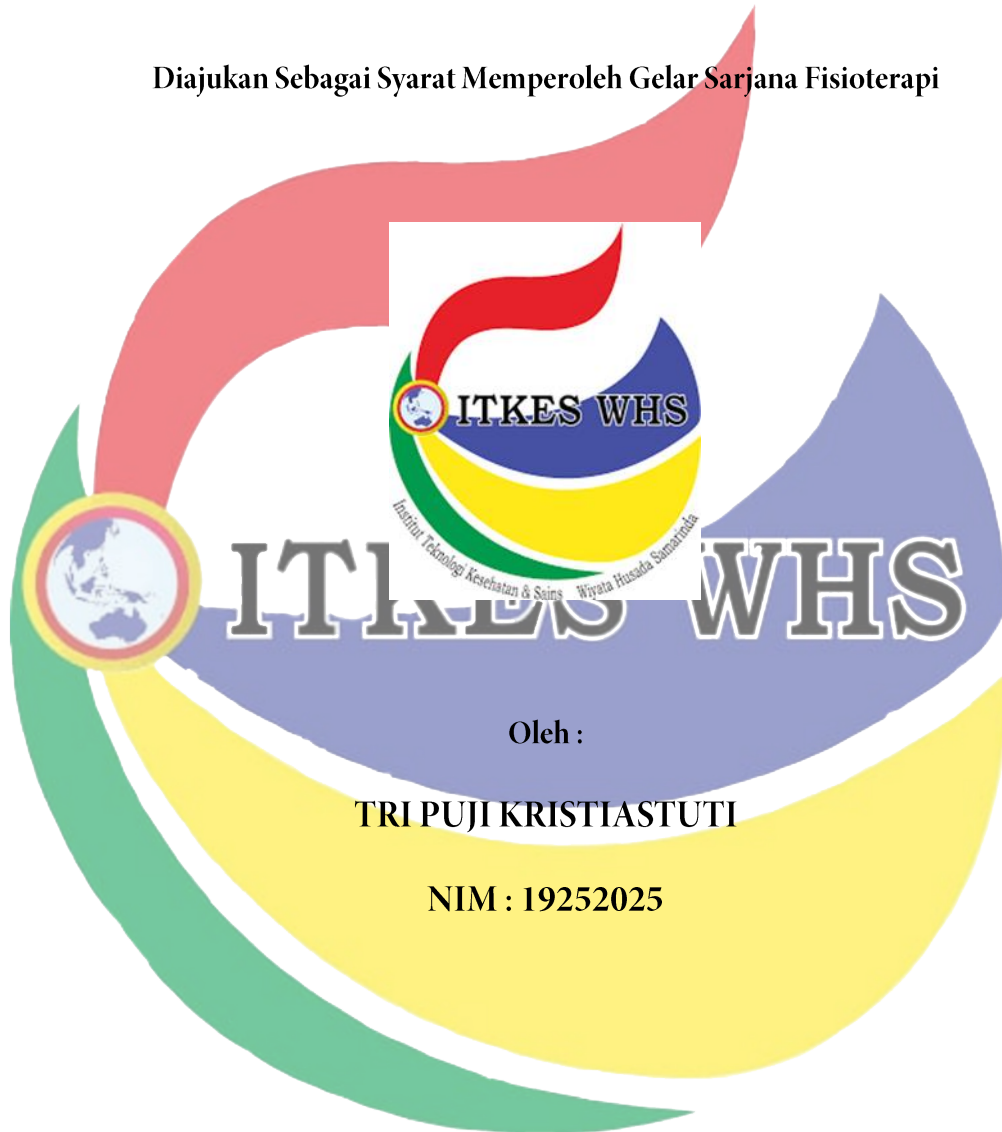 Diajukan Sebagai Syarat Memperoleh Gelar Sarjana Fisioterapi
ITKES WHS
Institut Teknologi Kesehatan & Sains Wiyata Husada Samarinda
ITKES WHS
Oleh :
TRI PUJI KRISTIASTUTI
NIM : 19252025